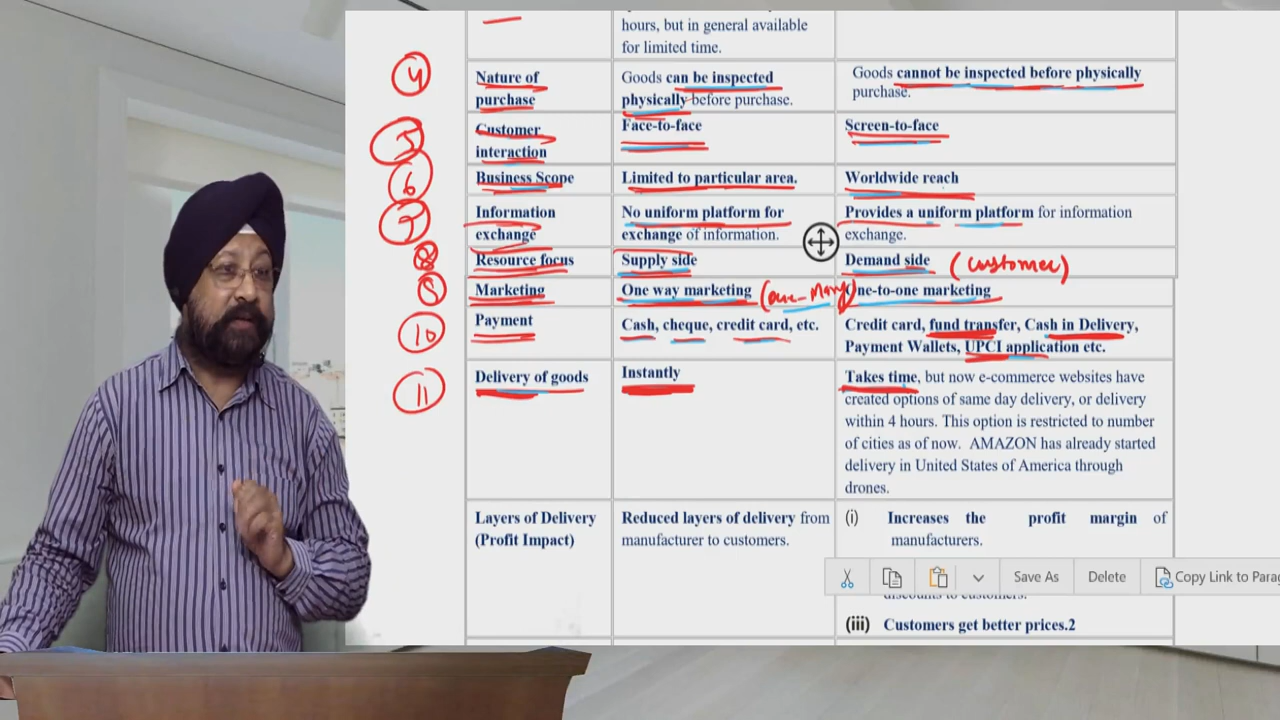 hours, but in general available
for limited time.
4
Nature of
purchase
Goods can be inspected
physically before purchase.
Goods cannot be inspected before physically
purchase.
5
Customer
interaction
Face-to-face
Screen-to-face
6
Business Scope
Limited to particular area.
Worldwide reach
7
Information
exchange
No uniform platform for
exchange of information.
Provides a uniform platform for information
exchange.
8
Resource focus
Supply side
Demand side
(customer)
9
Marketing
One way marketing
(one-Many)
One-to-one marketing
10
Payment
Cash, cheque, credit card, etc.
Credit card, fund transfer, Cash in Delivery,
Payment Wallets, UPCI application etc.
11
Delivery of goods
Instantly
Takes time, but now e-commerce websites have
created options of same day delivery, or delivery
within 4 hours. This option is restricted to number
of cities as of now. AMAZON has already started
delivery in United States of America through
drones.
Layers of Delivery
(Profit Impact)
Reduced layers of delivery from
manufacturer to customers.
(i) Increases the profit margin of
manufacturers.
Save As
Delete
Copy Link to Parag
discounts to customers.
(iii) Customers get better prices.2